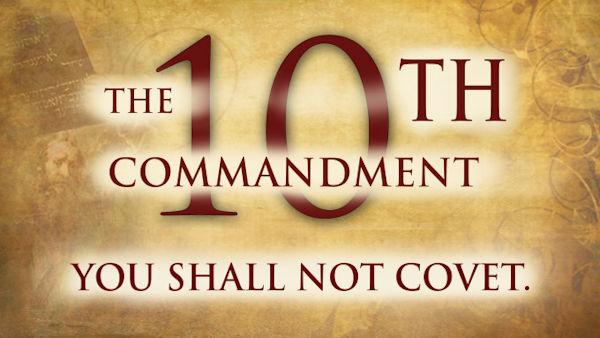 THE 10TH
COMMANDMENT
YOU SHALL NOT COVET.